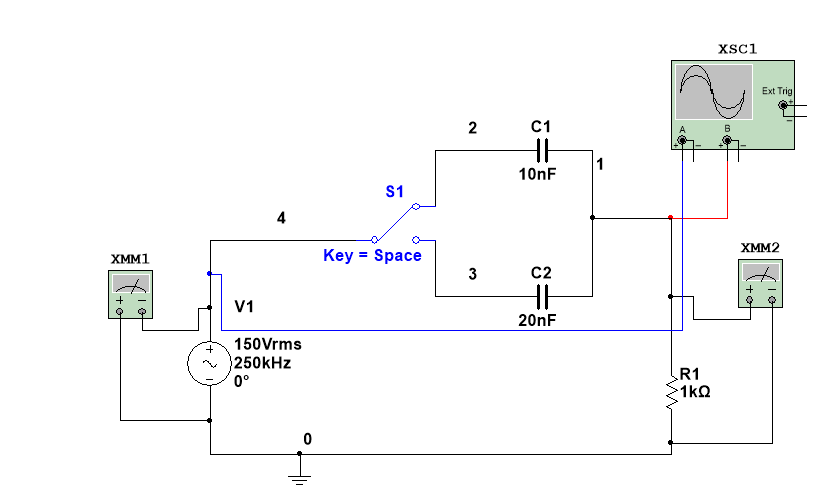 XSC1
Ext Trig
+
−
A
B
+ − + −
2
C1
10nF
1
S1
4
Key = Space
XMM1
+ −
XMM2
+ −
3
C2
20nF
V1
+
−
150Vrms
250kHz
0°
R1
1kΩ
0